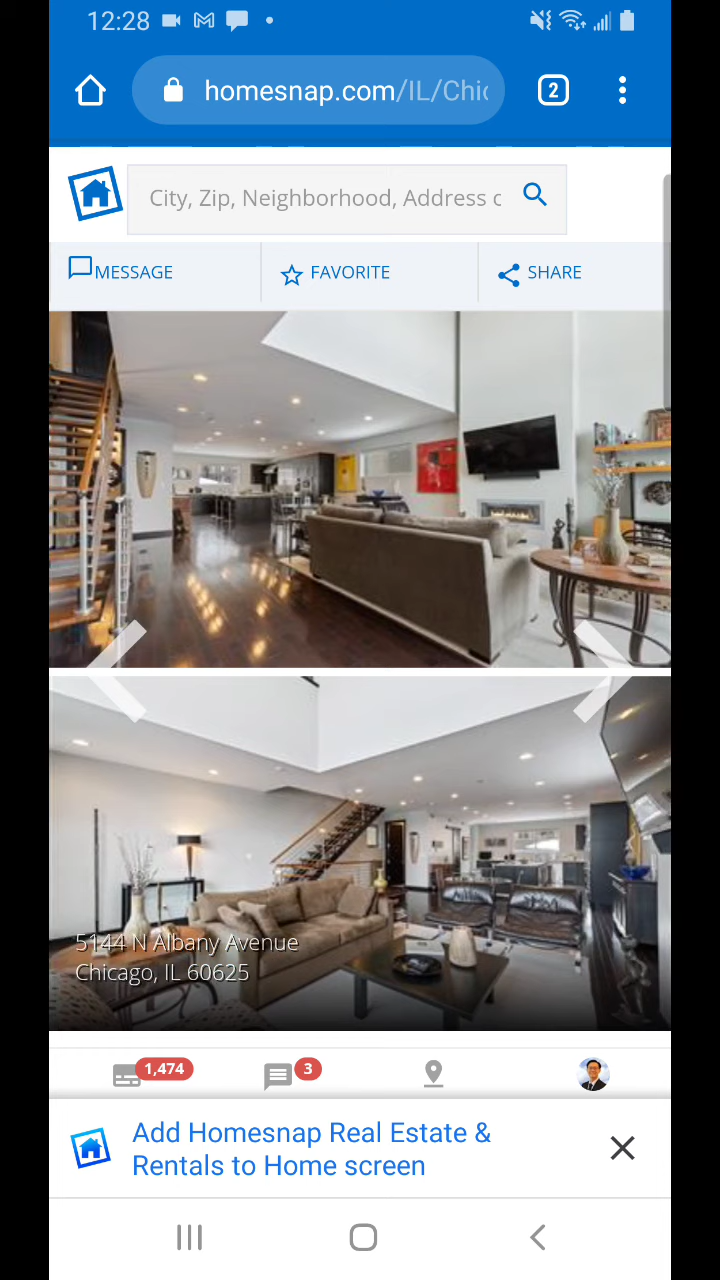 12:28
2
homesnap.com/IL/Chic
City, Zip, Neighborhood, Address c
MESSAGE
FAVORITE
SHARE
5144 N Albany Avenue
Chicago, IL 60625
1,474
3
Add Homesnap Real Estate &
Rentals to Home screen